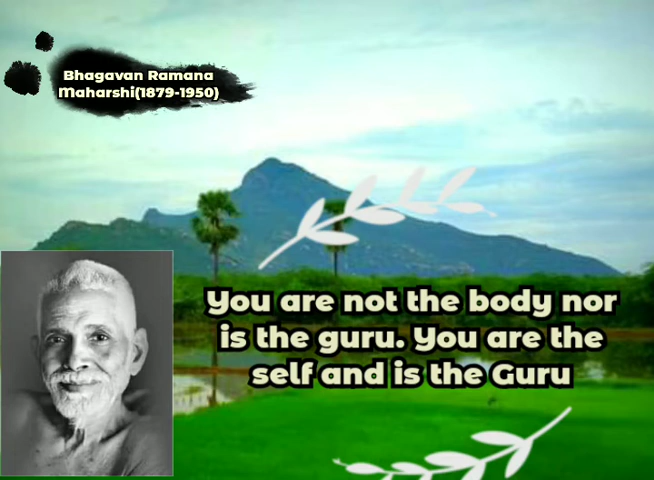 Bhagavan Ramana
Maharshi(1879-1950)
You are not the body nor
is the guru. You are the
self and is the Guru